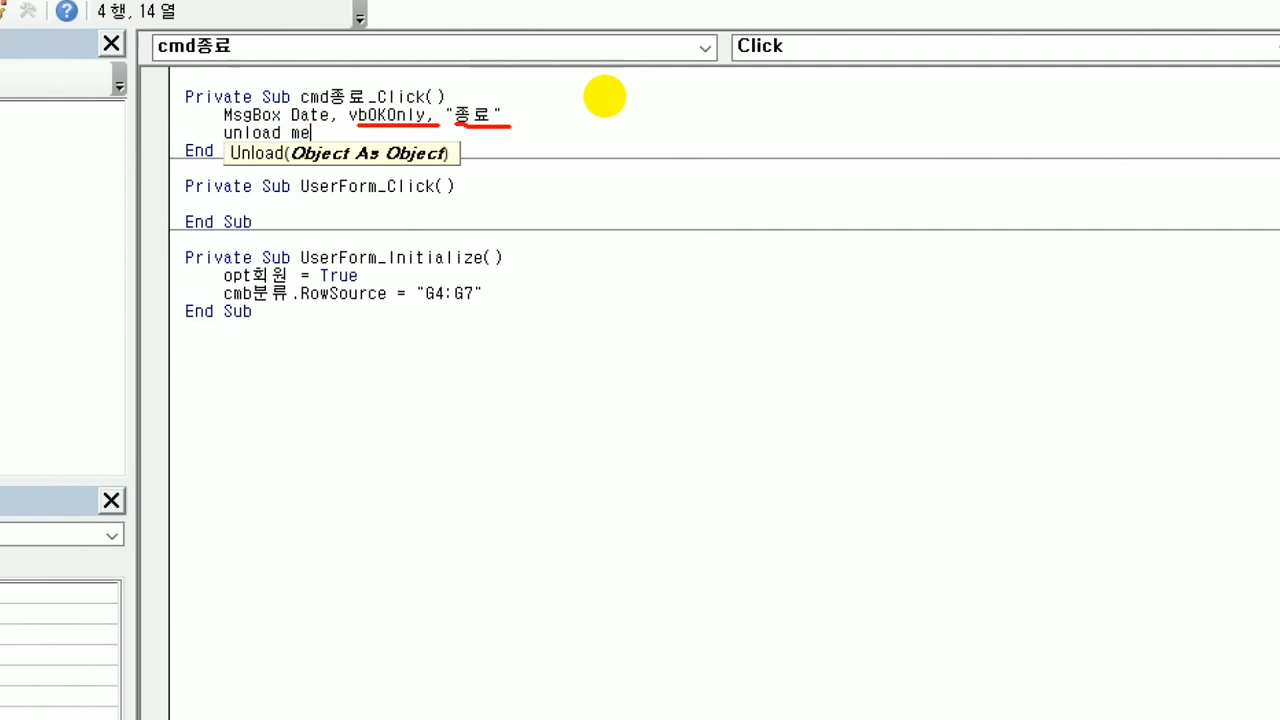 4 행, 14 열
cmd종료
Click
Private Sub cmd종료_Click()
MsgBox Date, vbOKOnly, "종료"
unload me
End
Unload(Object As Object)
Private Sub UserForm_Click()
End Sub
Private Sub UserForm_Initialize()
opt회원 = True
cmb분류.RowSource = "G4:G7"
End Sub